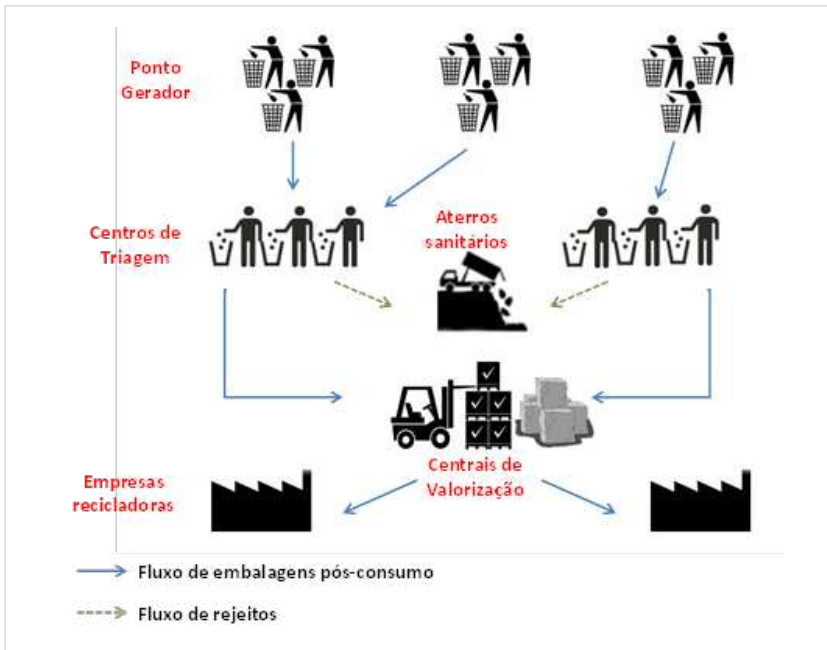 Ponto
Gerador
Centros de
Triagem
Aterros
sanitários
Centrais de
Valorização
Empresas
recicladoras
Fluxo de embalagens pós-consumo
Fluxo de rejeitos